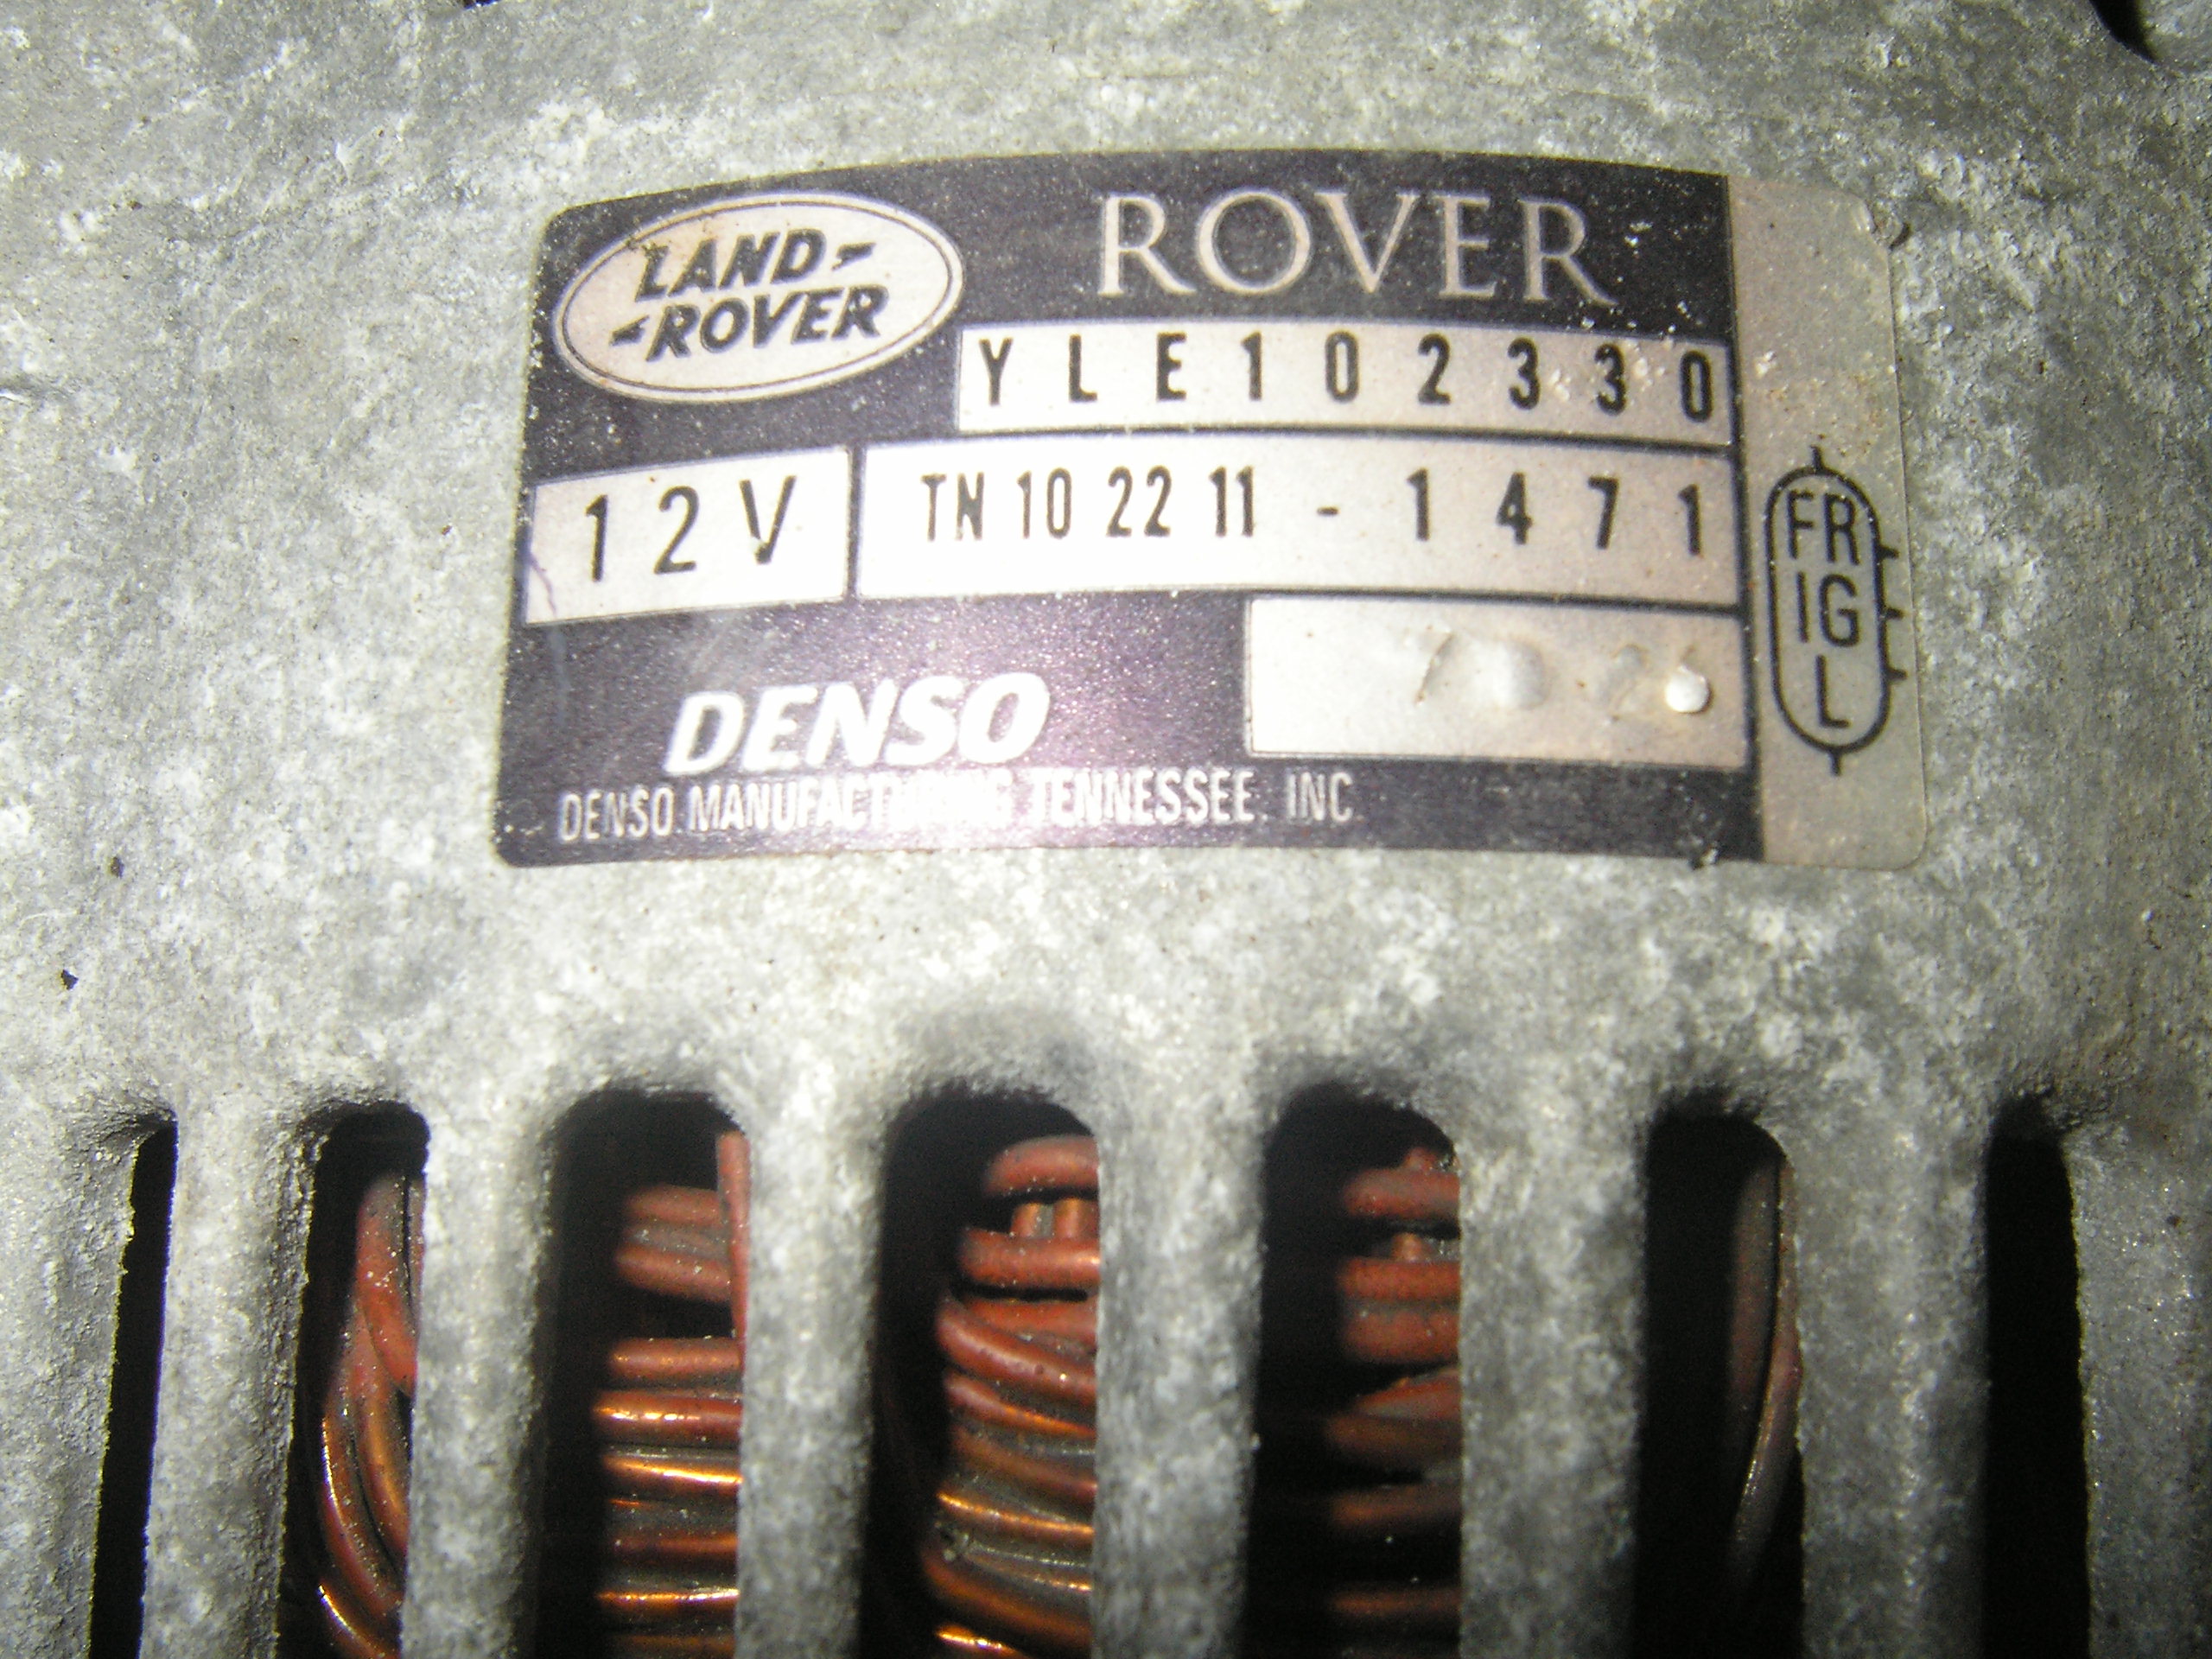 LAND-
-ROVER
ROVER
YLE102330
12V
TN 10 22 11 - 1471
DENSO
DENSO MANUFACTURING TENNESSEE, INC.
FR
IG
L